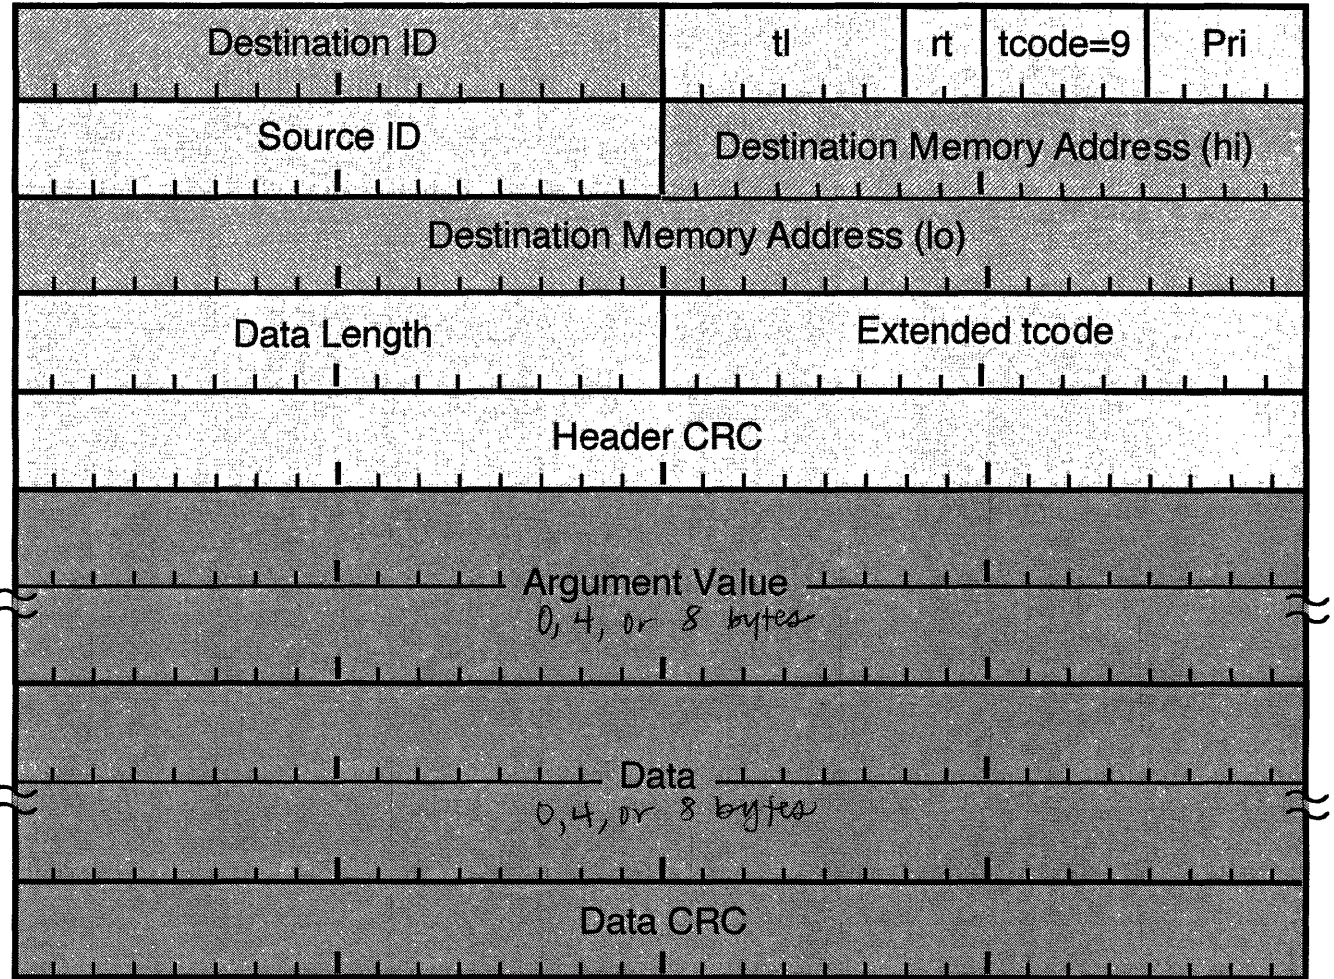 Destination ID tl rt tcode=9 Pri
Source ID Destination Memory Address (hi)
Destination Memory Address (lo)
Data Length Extended tcode
Header CRC
Argument Value
0, 4, or 8 bytes
Data
0, 4, or 8 bytes
Data CRC